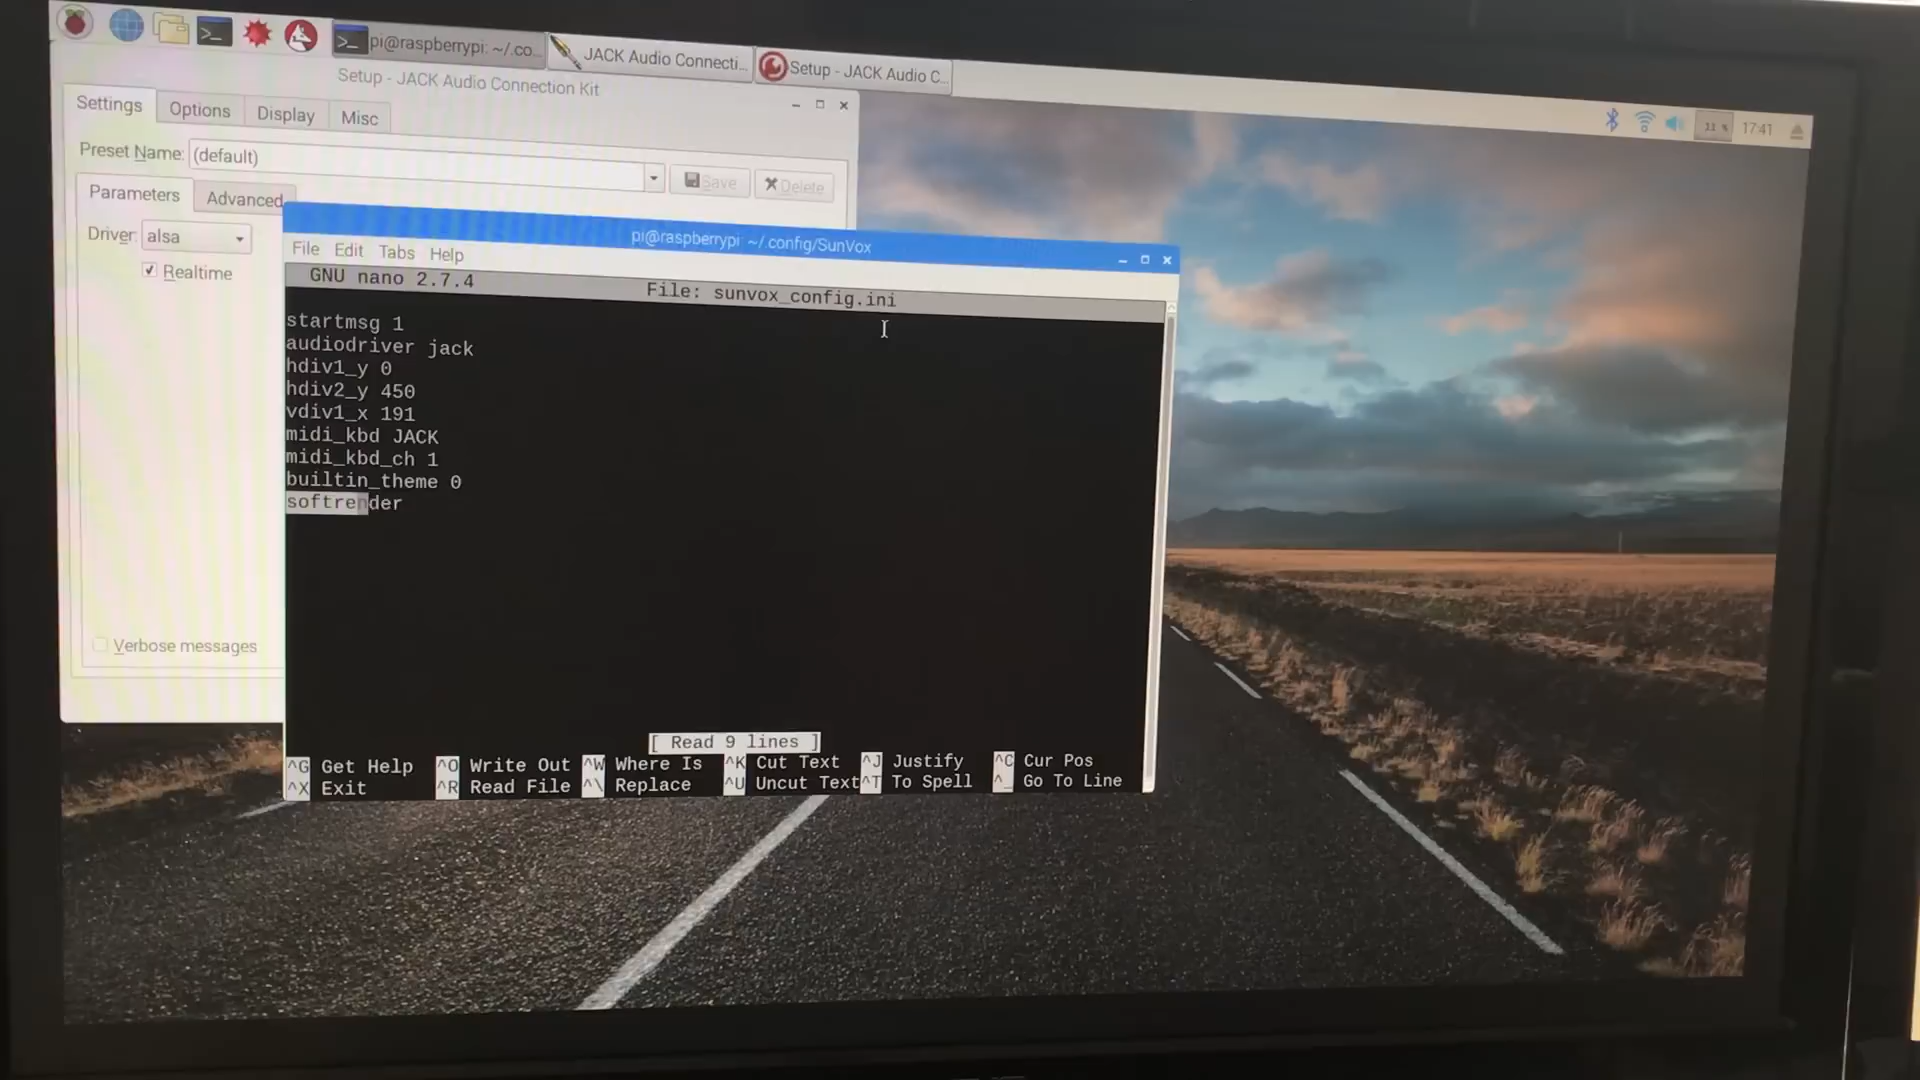 pi@raspberrypi: ~/.co...
JACK Audio Connecti...
Setup - JACK Audio C...
17:41
Setup - JACK Audio Connection Kit
Settings
Options
Display
Misc
Preset Name:
(default)
Save
Delete
Parameters
Advanced
Driver:
alsa
Realtime
Verbose messages
pi@raspberrypi: ~/.config/SunVox
File Edit Tabs Help
GNU nano 2.7.4 File: sunvox_config.ini
startmsg 1
audiodriver jack
hdiv1_y 0
hdiv2_y 450
vdiv1_x 191
midi_kbd JACK
midi_kbd_ch 1
builtin_theme 0
softrender
[ Read 9 lines ]
^G Get Help ^O Write Out ^W Where Is ^K Cut Text ^J Justify ^C Cur Pos
^X Exit ^R Read File ^\ Replace ^U Uncut Text ^T To Spell ^_ Go To Line